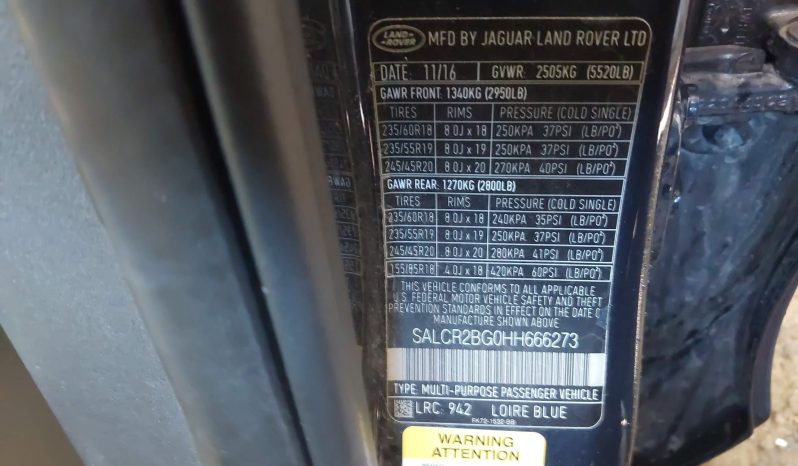 LAND-
ROVER
MFD BY JAGUAR LAND ROVER LTD
DATE: 11/16 GVWR: 2505KG (5520LB)
GAWR FRONT: 1340KG (2950LB)
TIRES RIMS PRESSURE (COLD SINGLE)
235/60R18 8.0J x 18 250KPA 37PSI (LB/PO²)
235/55R19 8.0J x 19 250KPA 37PSI (LB/PO²)
245/45R20 8.0J x 20 270KPA 40PSI (LB/PO²)
GAWR REAR: 1270KG (2800LB)
TIRES RIMS PRESSURE (COLD SINGLE)
235/60R18 8.0J x 18 240KPA 35PSI (LB/PO²)
235/55R19 8.0J x 19 250KPA 37PSI (LB/PO²)
245/45R20 8.0J x 20 280KPA 41PSI (LB/PO²)
155/85R18 4.0J x 18 420KPA 60PSI (LB/PO²)
THIS VEHICLE CONFORMS TO ALL APPLICABLE
U.S. FEDERAL MOTOR VEHICLE SAFETY AND THEFT
PREVENTION STANDARDS IN EFFECT ON THE DATE O
MANUFACTURE SHOWN ABOVE
SALCR2BG0HH666273
TYPE: MULTI-PURPOSE PASSENGER VEHICLE
LRC: 942 LOIRE BLUE
FK72-1532-BB
WARNING
ATTENTION